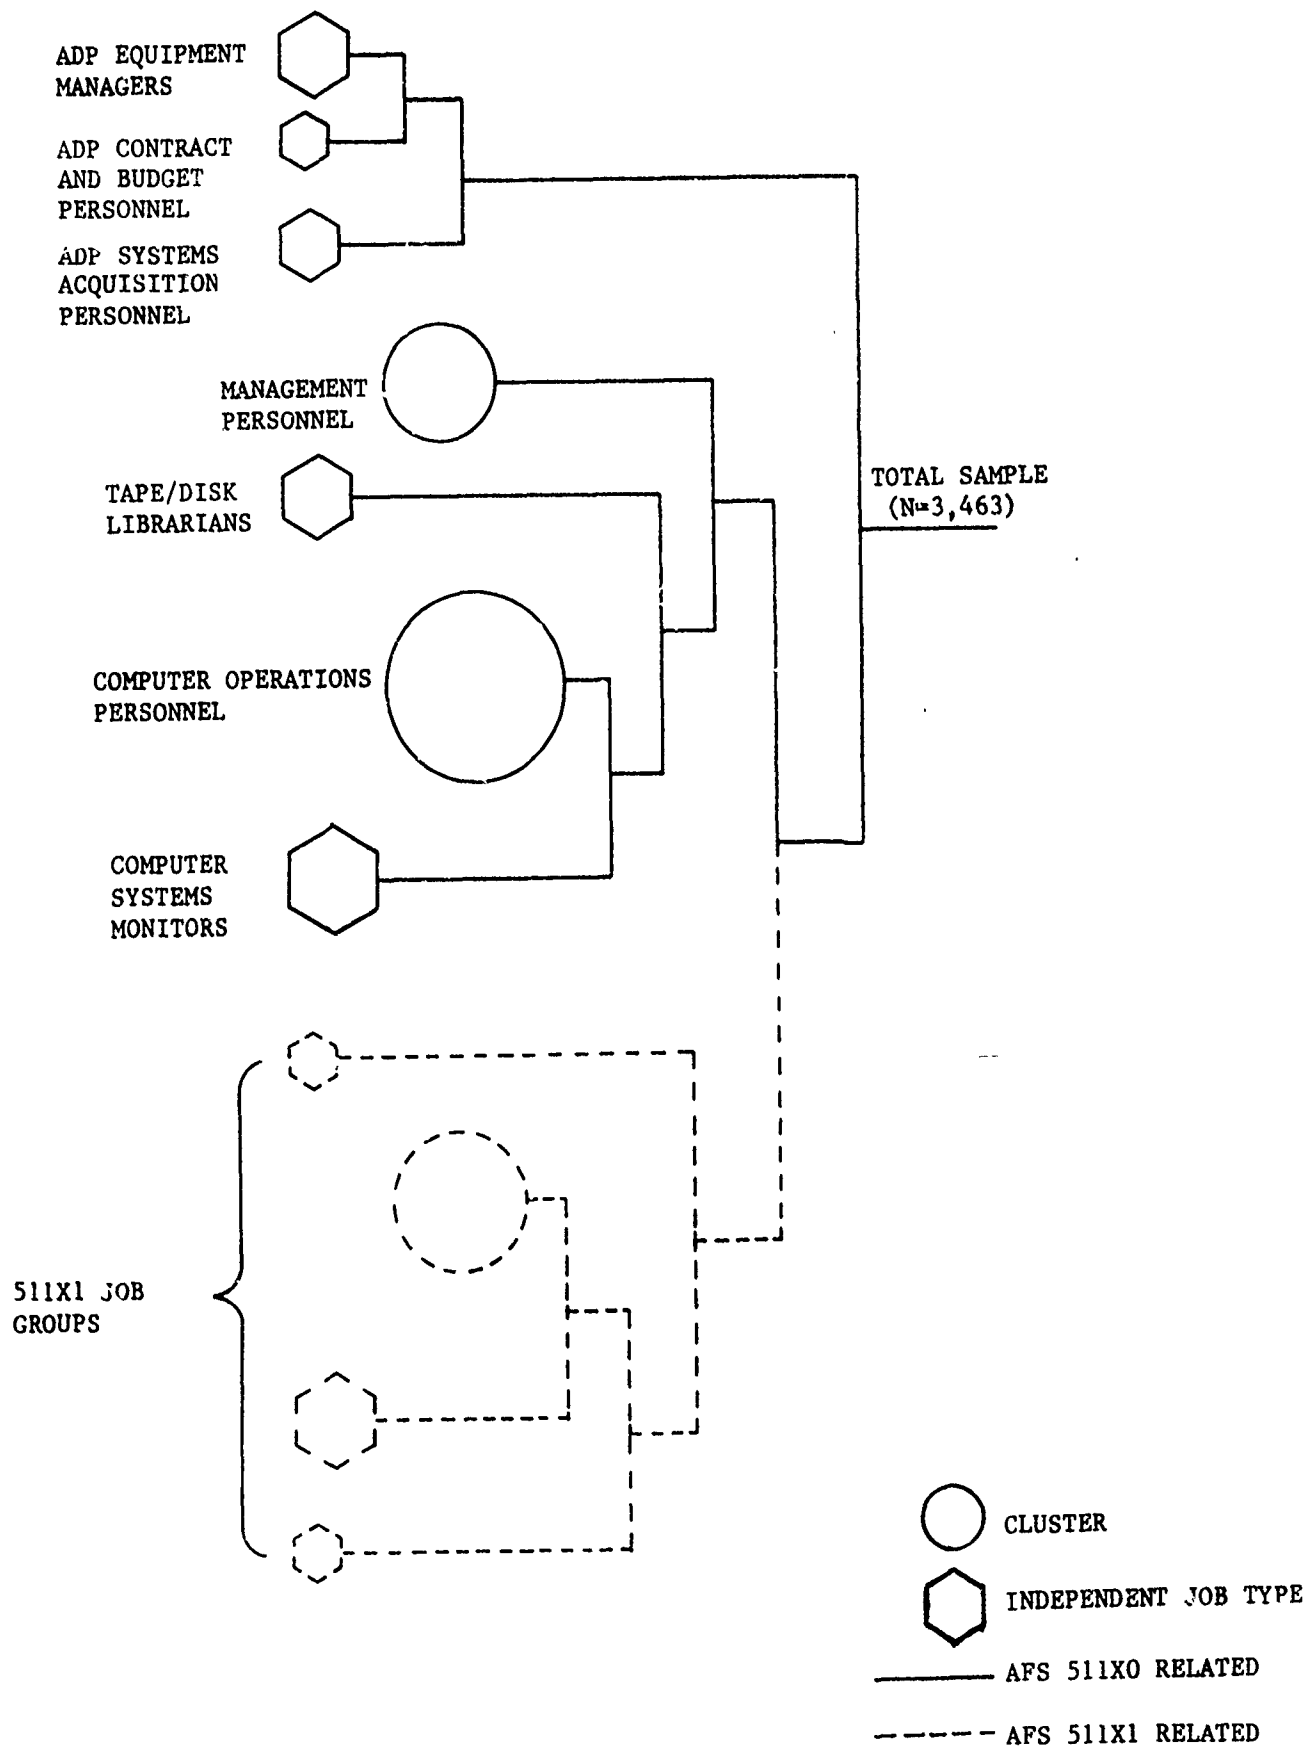 ADP EQUIPMENT
MANAGERS
ADP CONTRACT
AND BUDGET
PERSONNEL
ADP SYSTEMS
ACQUISITION
PERSONNEL
MANAGEMENT
PERSONNEL
TAPE/DISK
LIBRARIANS
TOTAL SAMPLE
(N=3,463)
COMPUTER OPERATIONS
PERSONNEL
COMPUTER
SYSTEMS
MONITORS
511X1 JOB
GROUPS
CLUSTER
INDEPENDENT JOB TYPE
AFS 511X0 RELATED
AFS 511X1 RELATED